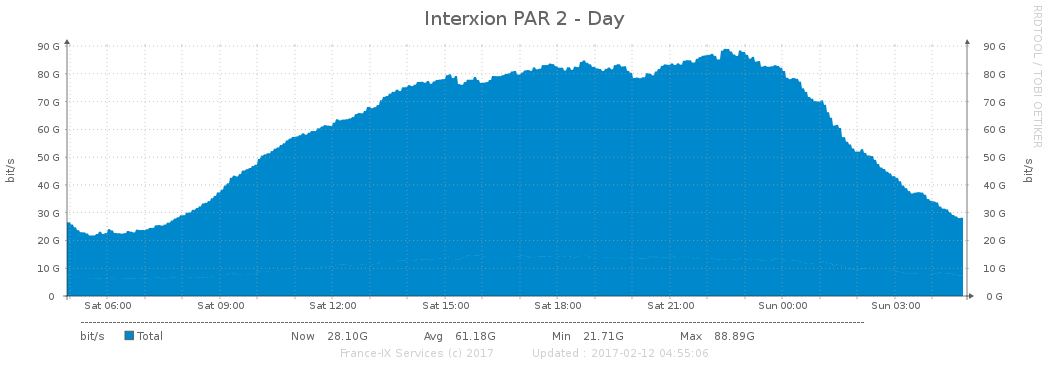 Interxion PAR 2 - Day
RRDTOOL / TOBI OETIKER
90 G 90 G
80 G 80 G
70 G 70 G
60 G 60 G
50 G 50 G
40 G 40 G
30 G 30 G
20 G 20 G
10 G 10 G
0 0 G
bit/s bit/s
Sat 06:00 Sat 09:00 Sat 12:00 Sat 15:00 Sat 18:00 Sat 21:00 Sun 00:00 Sun 03:00
bit/s Total Now 28.10G Avg 61.18G Min 21.71G Max 88.89G
France-IX Services (c) 2017 Updated : 2017-02-12 04:55:06